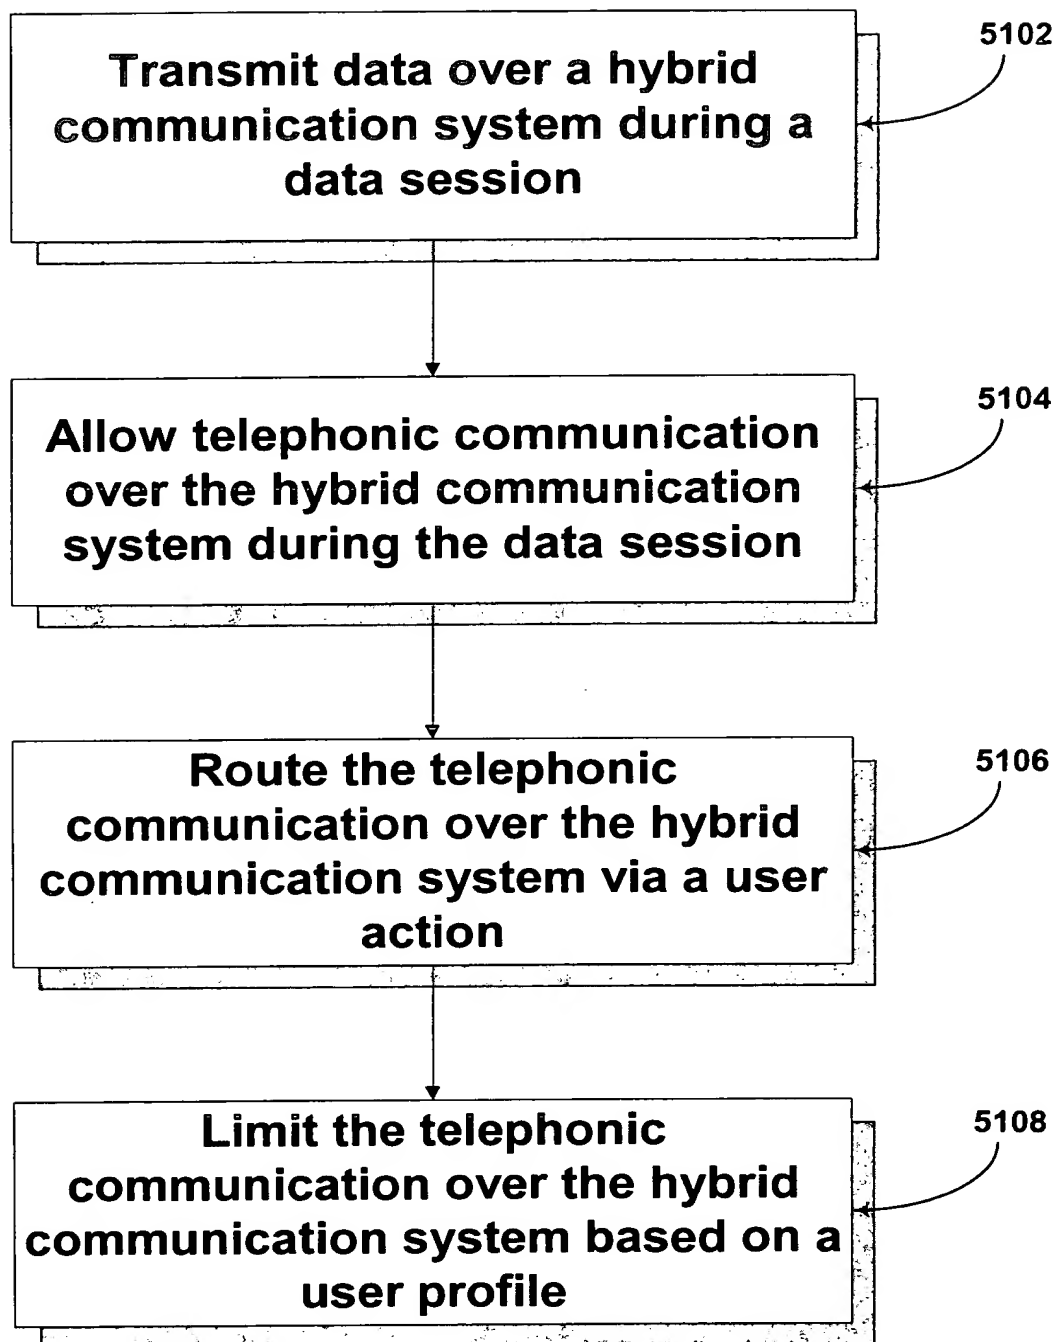 5102
Transmit data over a hybrid
communication system during a
data session
5104
Allow telephonic communication
over the hybrid communication
system during the data session
5106
Route the telephonic
communication over the hybrid
communication system via a user
action
5108
Limit the telephonic
communication over the hybrid
communication system based on a
user profile